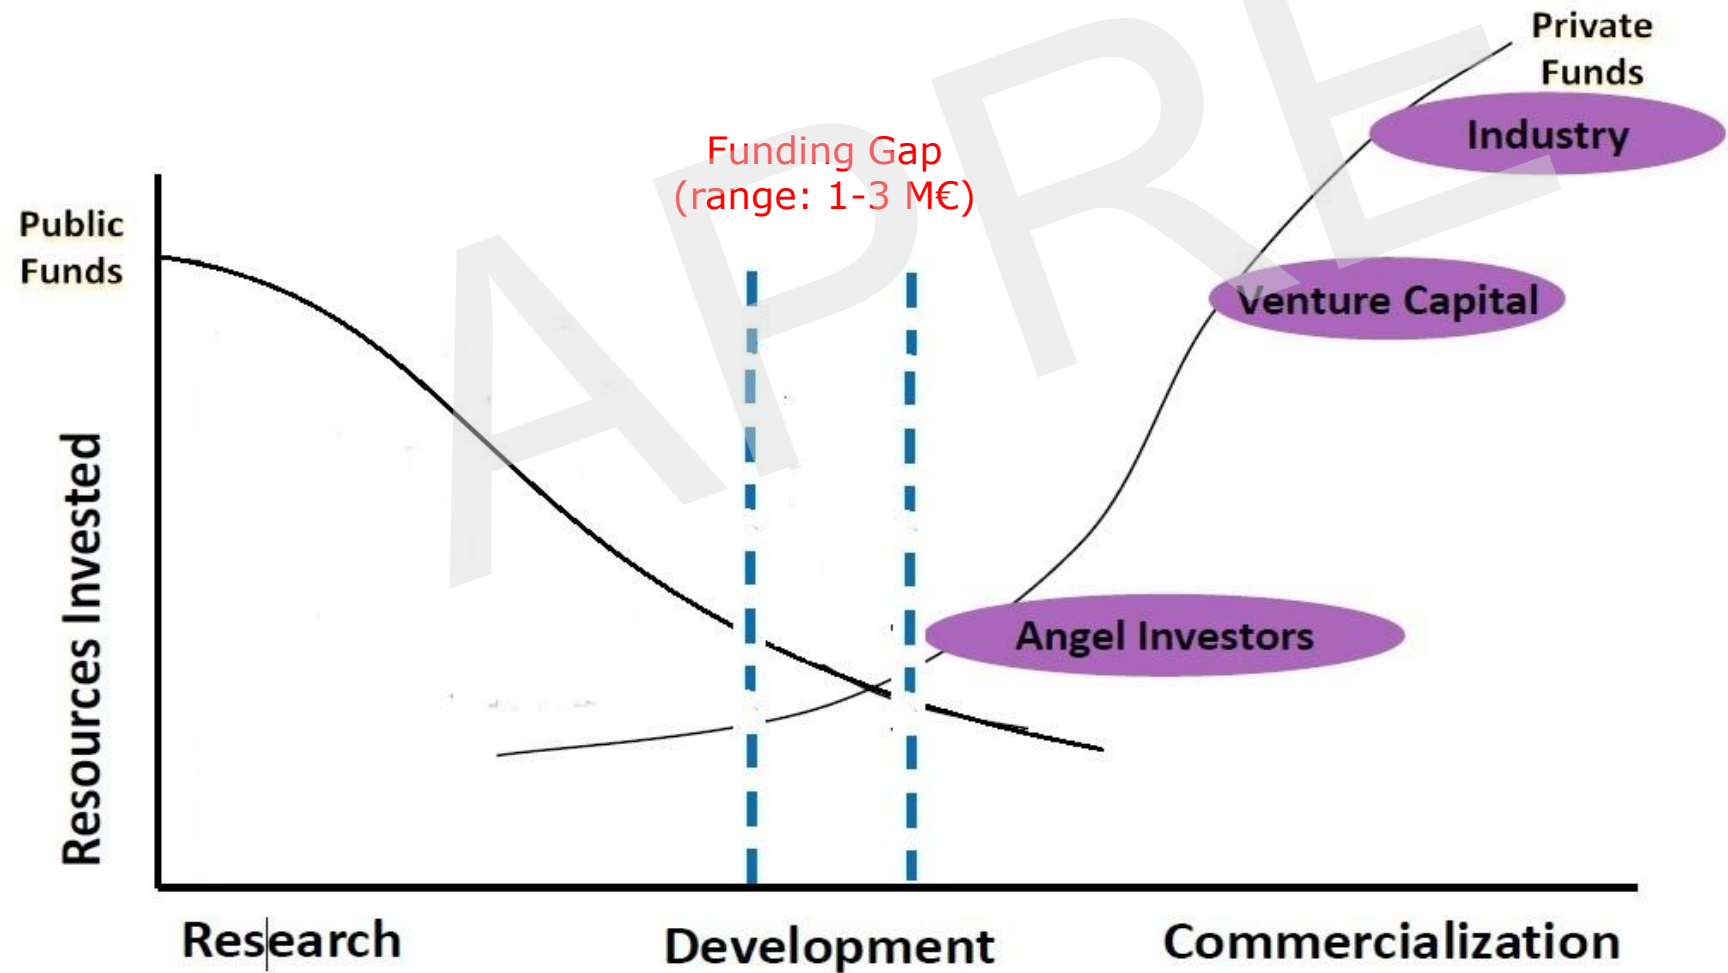 Private
Funds
Industry
Funding Gap
(range: 1-3 M€)
Public
Funds
Venture Capital
Angel Investors
Resources Invested
Research
Development
Commercialization
APRE